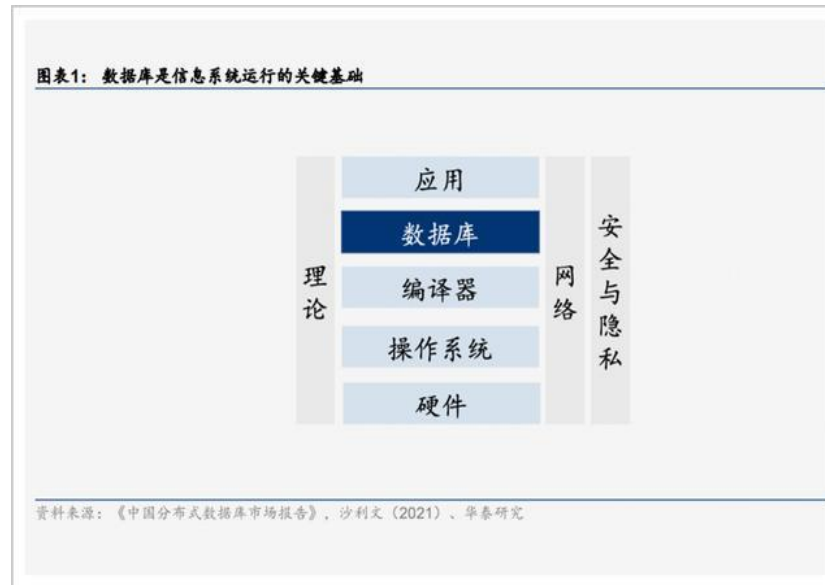 图表1： 数据库是信息系统运行的关键基础
理论
应用
数据库
编译器
操作系统
硬件
网络
安全与隐私
资料来源：《中国分布式数据库市场报告》，沙利文（2021）、华泰研究